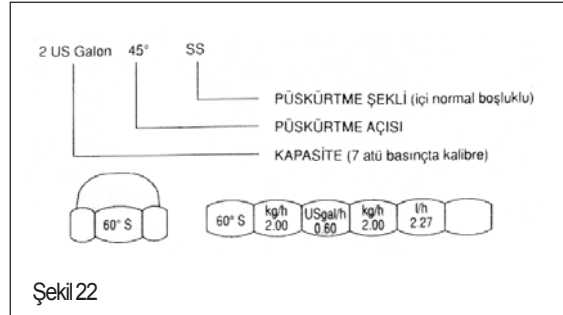 2 US Galon 45° SS
PÜSKÜRTME ŞEKLİ (içi normal boşluklu)
PÜSKÜRTME AÇISI
KAPASİTE (7 atü basınçta kalibre)
60° S
60° S kg/h 2.00 USgal/h 0.60 kg/h 2.00 l/h 2.27
Şekil 22